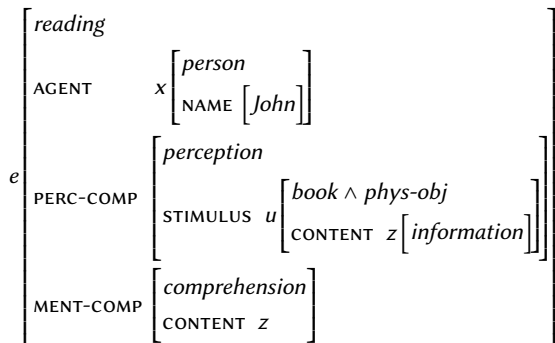 reading
AGENT x person
NAME [John]
e
PERC-COMP perception
STIMULUS u book ∧ phys-obj
CONTENT z [information]
MENT-COMP comprehension
CONTENT z